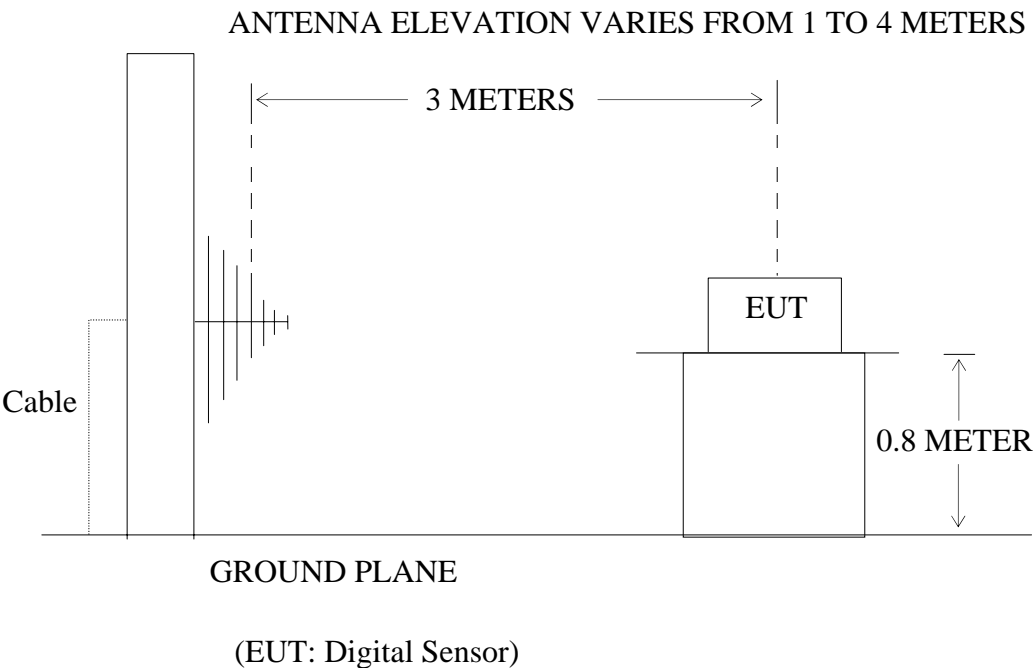 ANTENNA ELEVATION VARIES FROM 1 TO 4 METERS
3 METERS
EUT
Cable
0.8 METER
GROUND PLANE
(EUT: Digital Sensor)